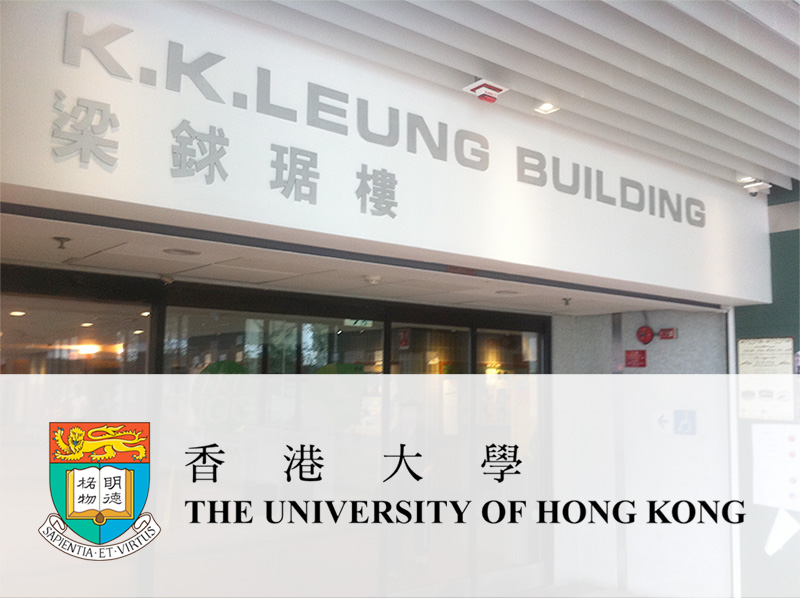 K.K.LEUNG BUILDING
梁銶琚樓
香港大學
THE UNIVERSITY OF HONG KONG
明德
格物
SAPIENTIA·ET·VIRTUS